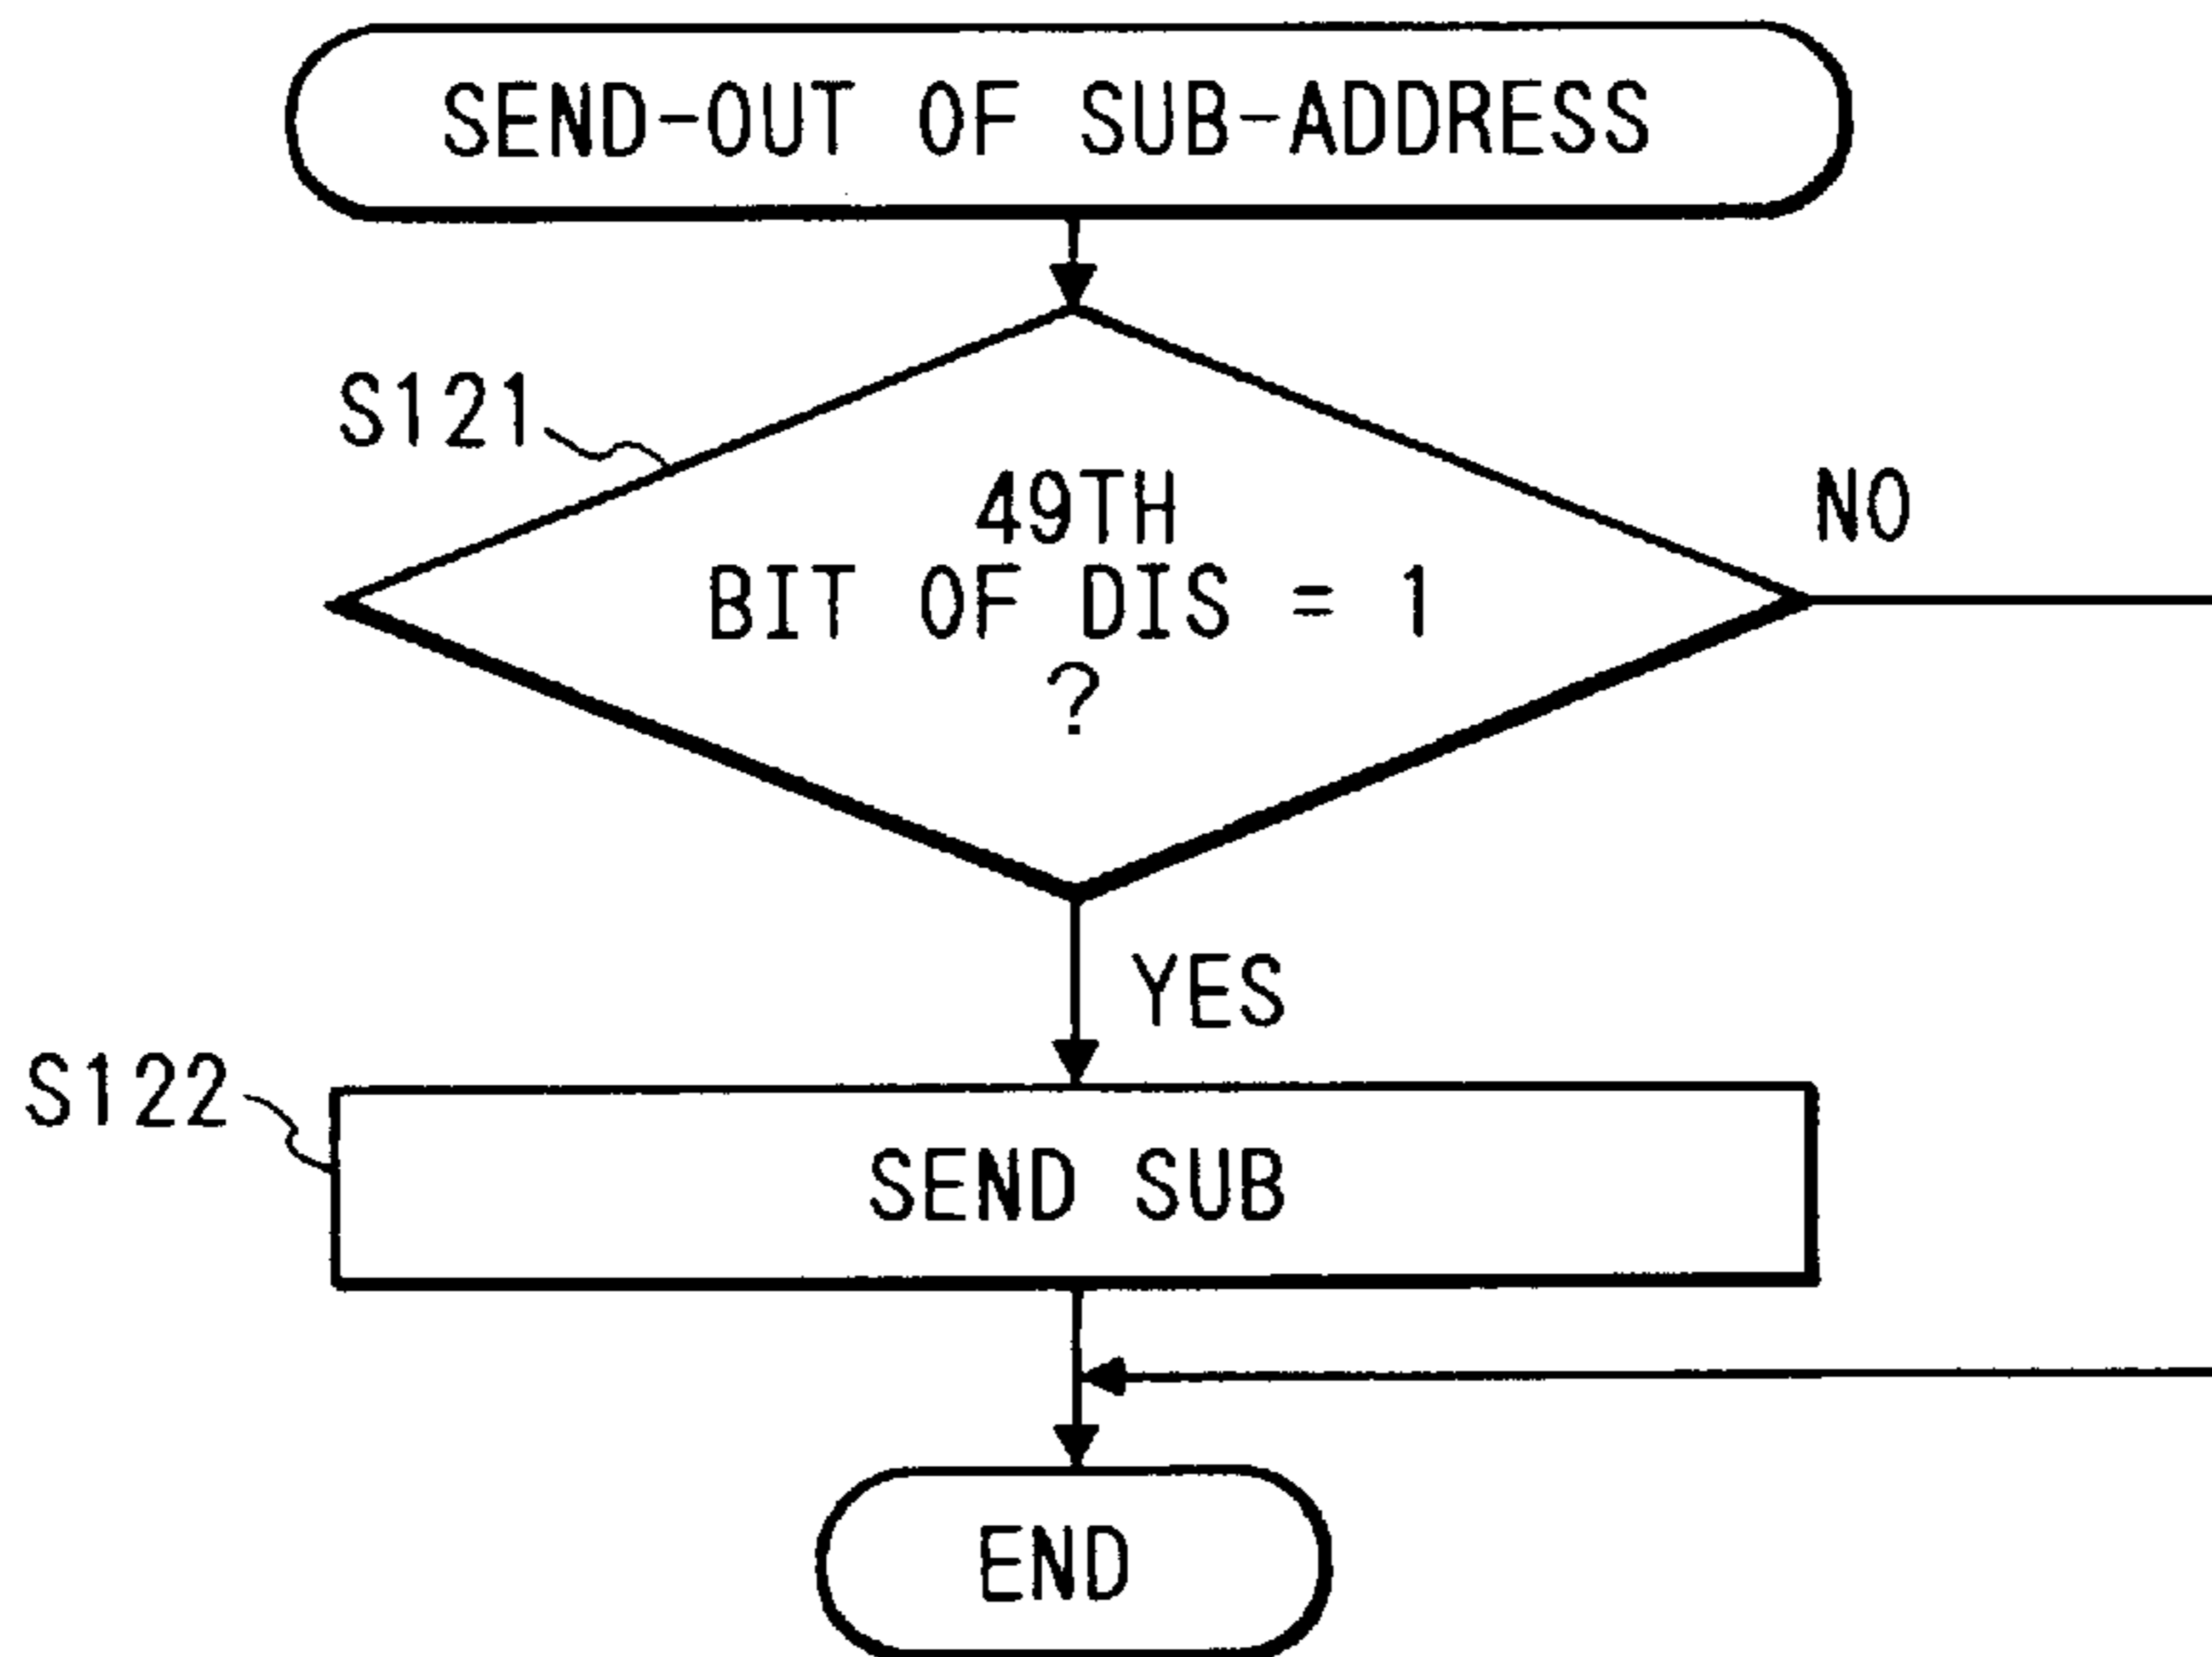 SEND-OUT OF SUB-ADDRESS
S121
49TH
BIT OF DIS = 1
?
NO
YES
S122
SEND SUB
END